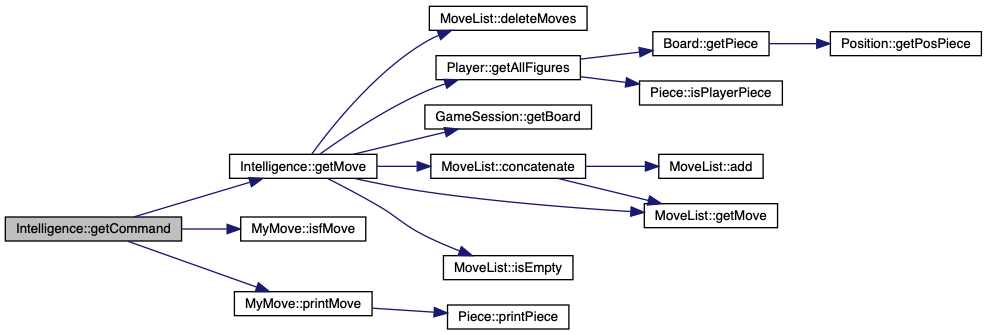 MoveList::deleteMoves
Board::getPiece
Position::getPosPiece
Player::getAllFigures
Piece::isPlayerPiece
GameSession::getBoard
Intelligence::getMove
MoveList::concatenate
MoveList::add
MoveList::getMove
Intelligence::getCommand
MyMove::isfMove
MoveList::isEmpty
MyMove::printMove
Piece::printPiece